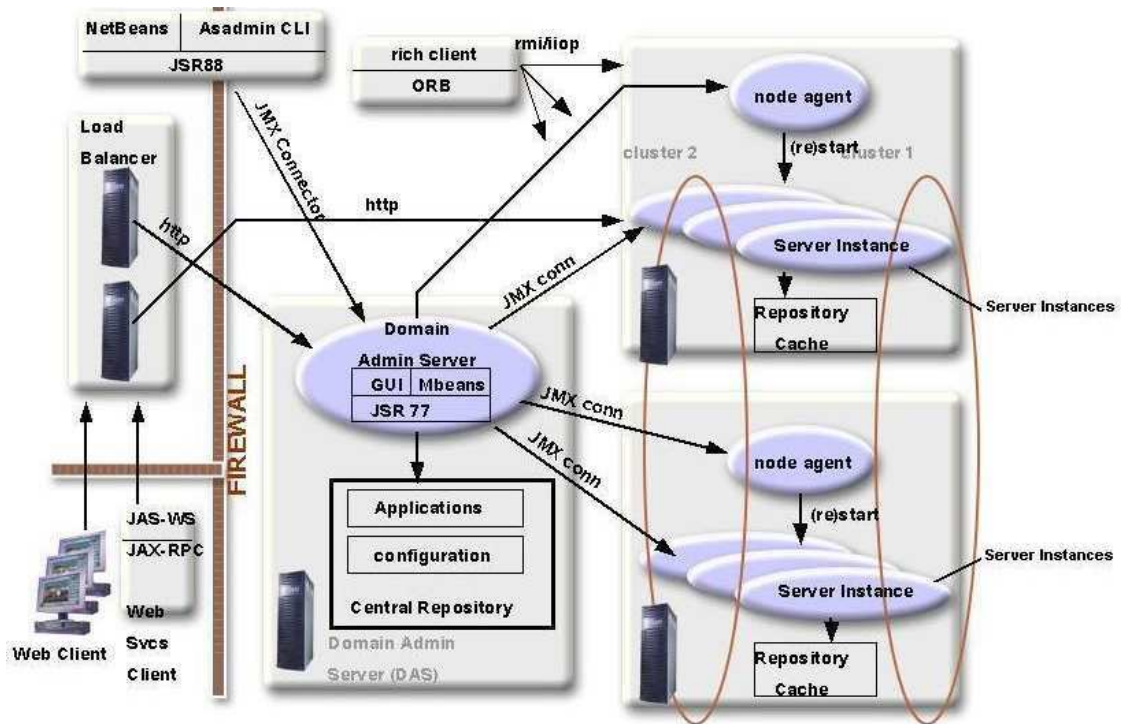 NetBeans
Asadmin CLI
JSR88
rich client
ORB
rmi/iiop
node agent
(re)start
cluster 2
cluster 1
Load
Balancer
JMX Connector
http
http
Server Instance
Server Instances
JMX conn
Repository
Cache
Domain
Admin Server
GUI
Mbeans
JSR 77
FIREWALL
JMX conn
JMX conn
node agent
(re)start
Applications
configuration
Central Repository
Domain Admin
Server (DAS)
JAS-WS
JAX-RPC
Web
Svcs
Client
Web Client
Server Instances
Server Instance
Repository
Cache